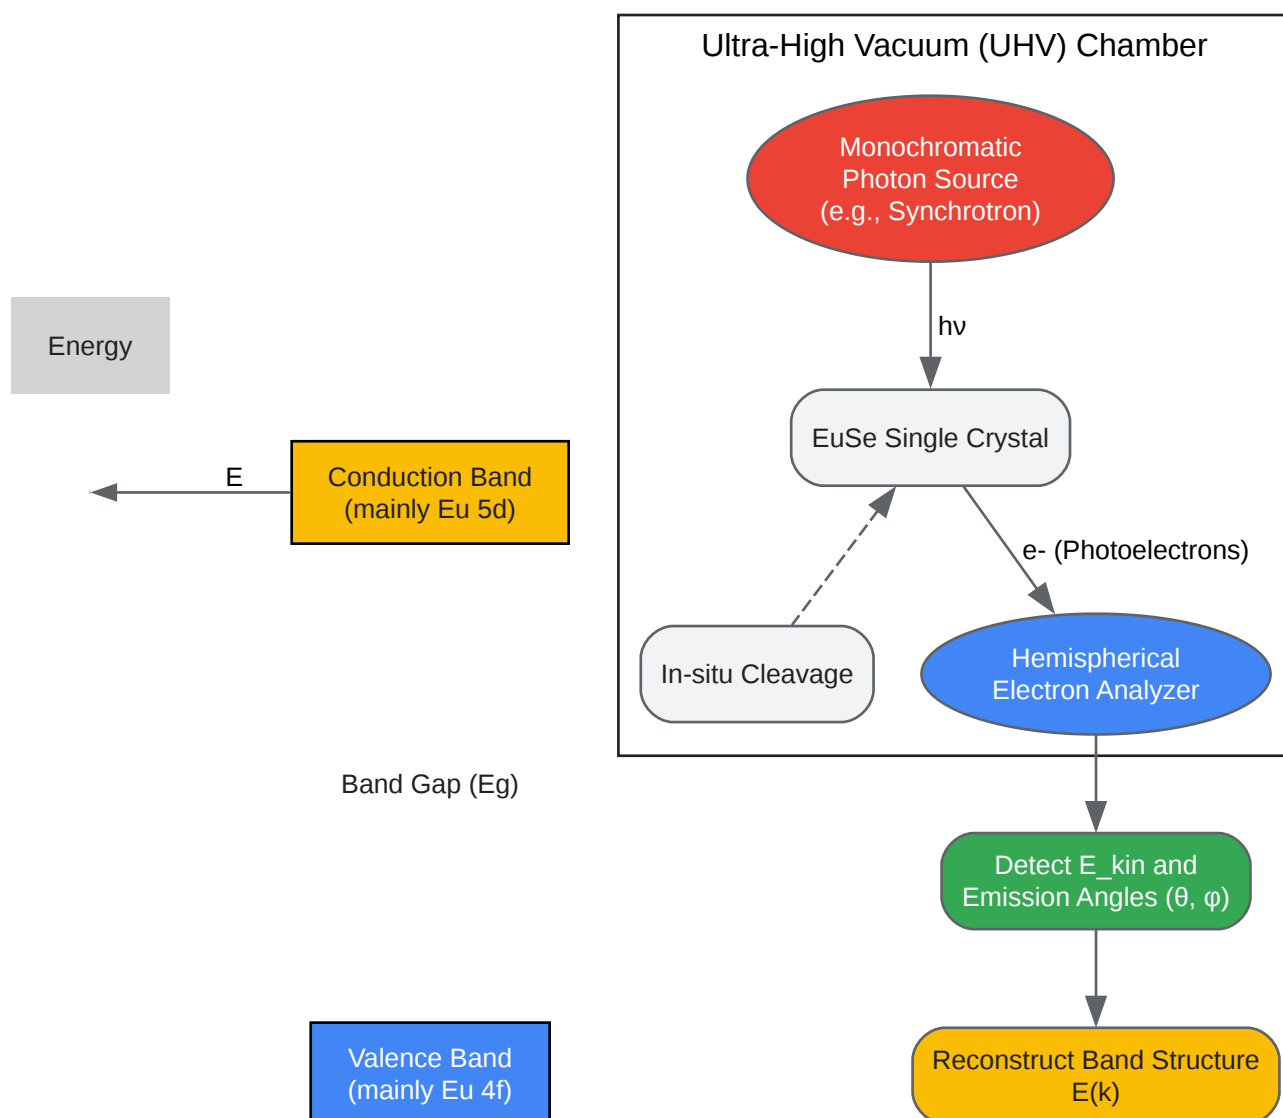 Ultra-High Vacuum (UHV) Chamber
Monochromatic
Photon Source
(e.g., Synchrotron)
hν
Energy
EuSe Single Crystal
E
Conduction Band
(mainly Eu 5d)
e- (Photoelectrons)
In-situ Cleavage
Hemispherical
Electron Analyzer
Band Gap (Eg)
Detect E_kin and
Emission Angles (θ, φ)
Valence Band
(mainly Eu 4f)
Reconstruct Band Structure
E(k)